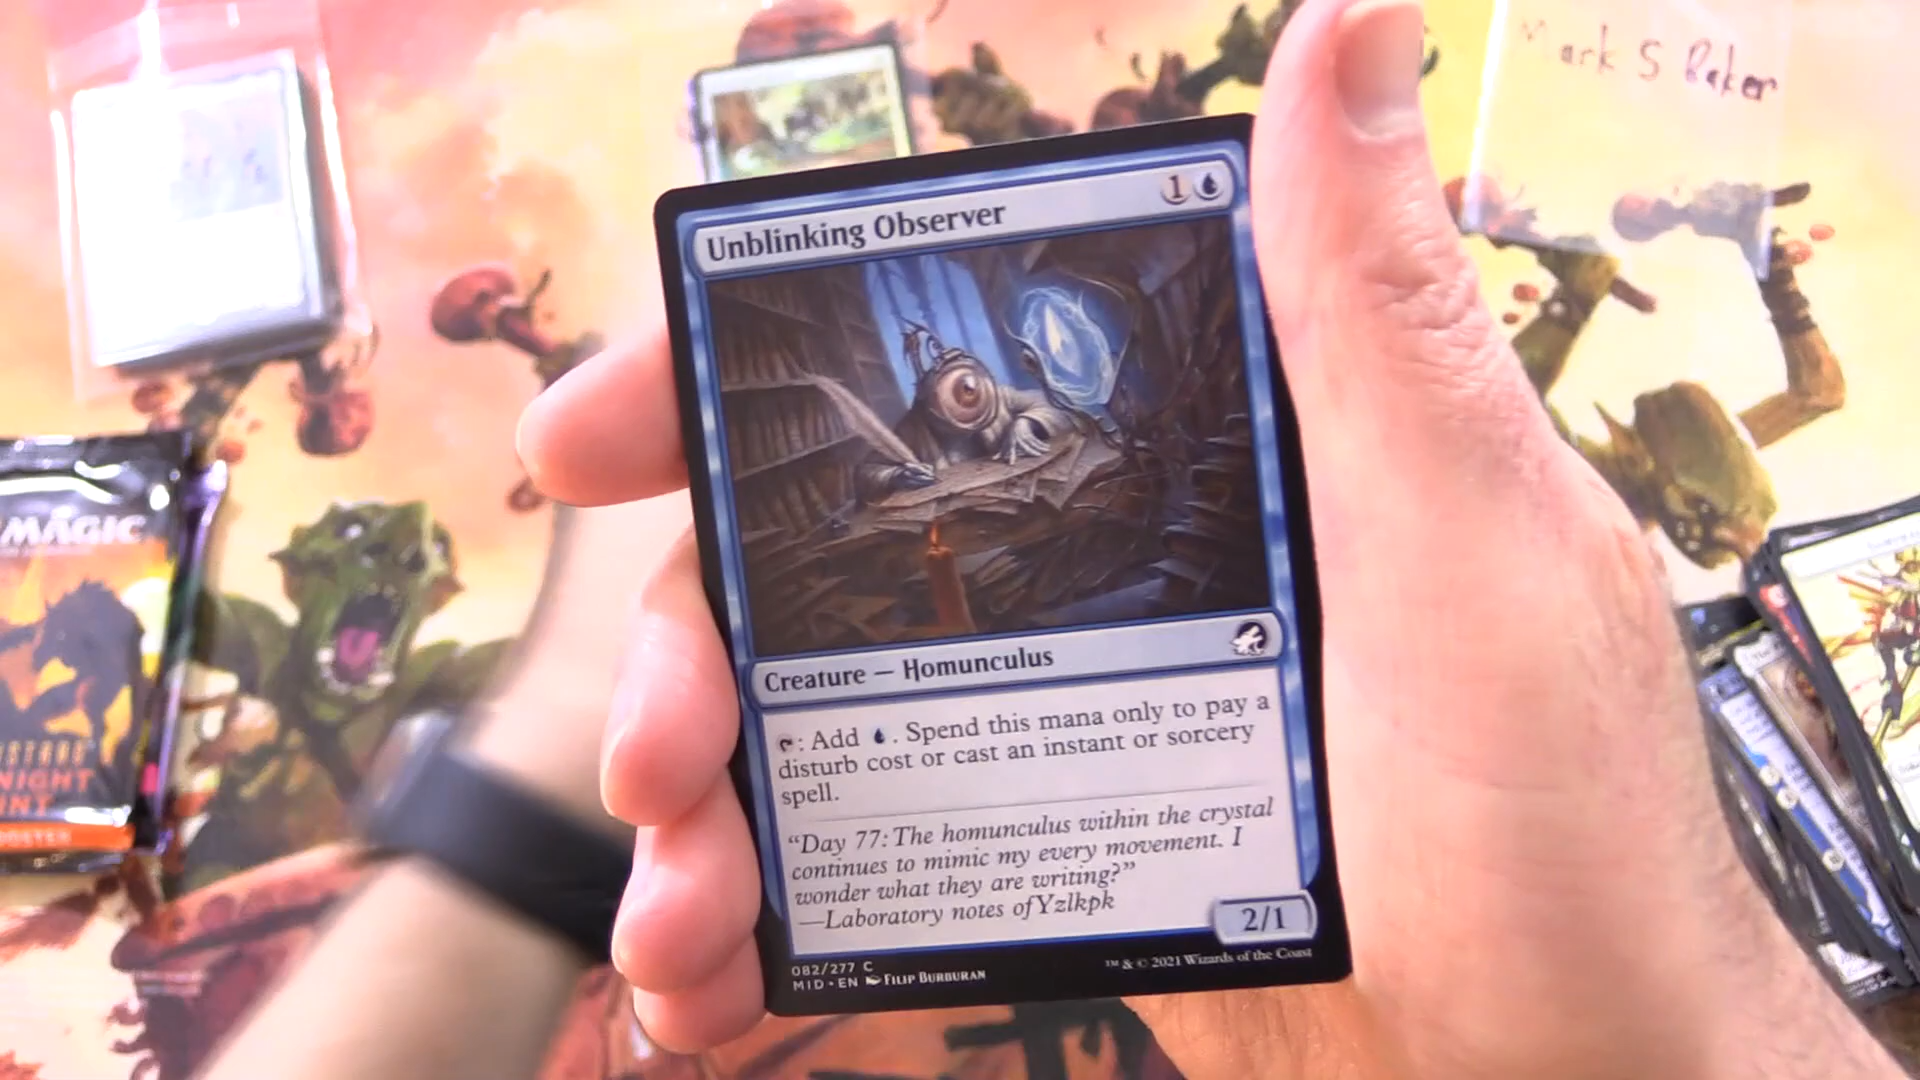 Mark S Baker
Unblinking Observer
1
MAGIC
Creature — Homunculus
: Add . Spend this mana only to pay a
disturb cost or cast an instant or sorcery
spell.
"Day 77: The homunculus within the crystal
continues to mimic my every movement. I
wonder what they are writing?"
—Laboratory notes of Yzlkpk
2/1
082/277 C
MID • EN Filip Burburan
™ & © 2021 Wizards of the Coast